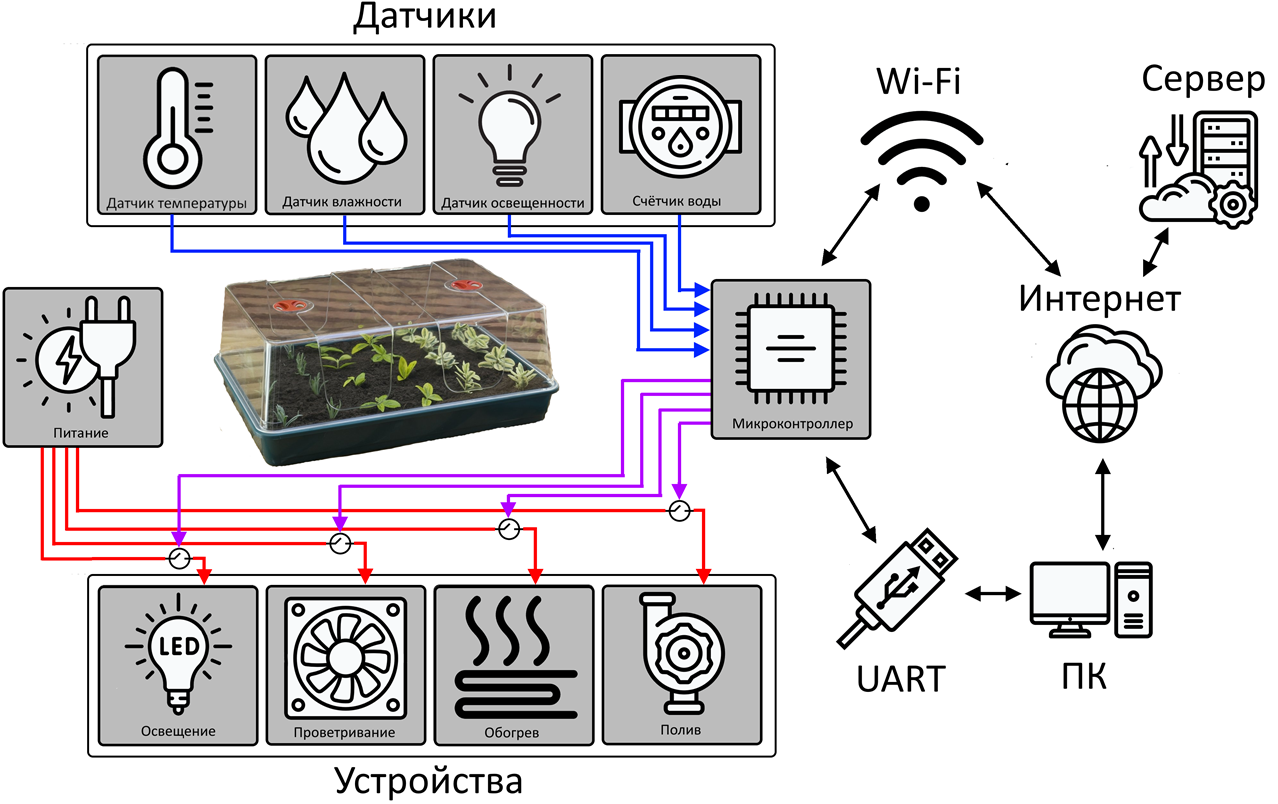 Датчики
Wi-Fi
Сервер
Датчик температуры
Датчик влажности
Датчик освещенности
Счётчик воды
Интернет
Питание
Микроконтроллер
LED
Освещение
Проветривание
Обогрев
Полив
UART
ПК
Устройства